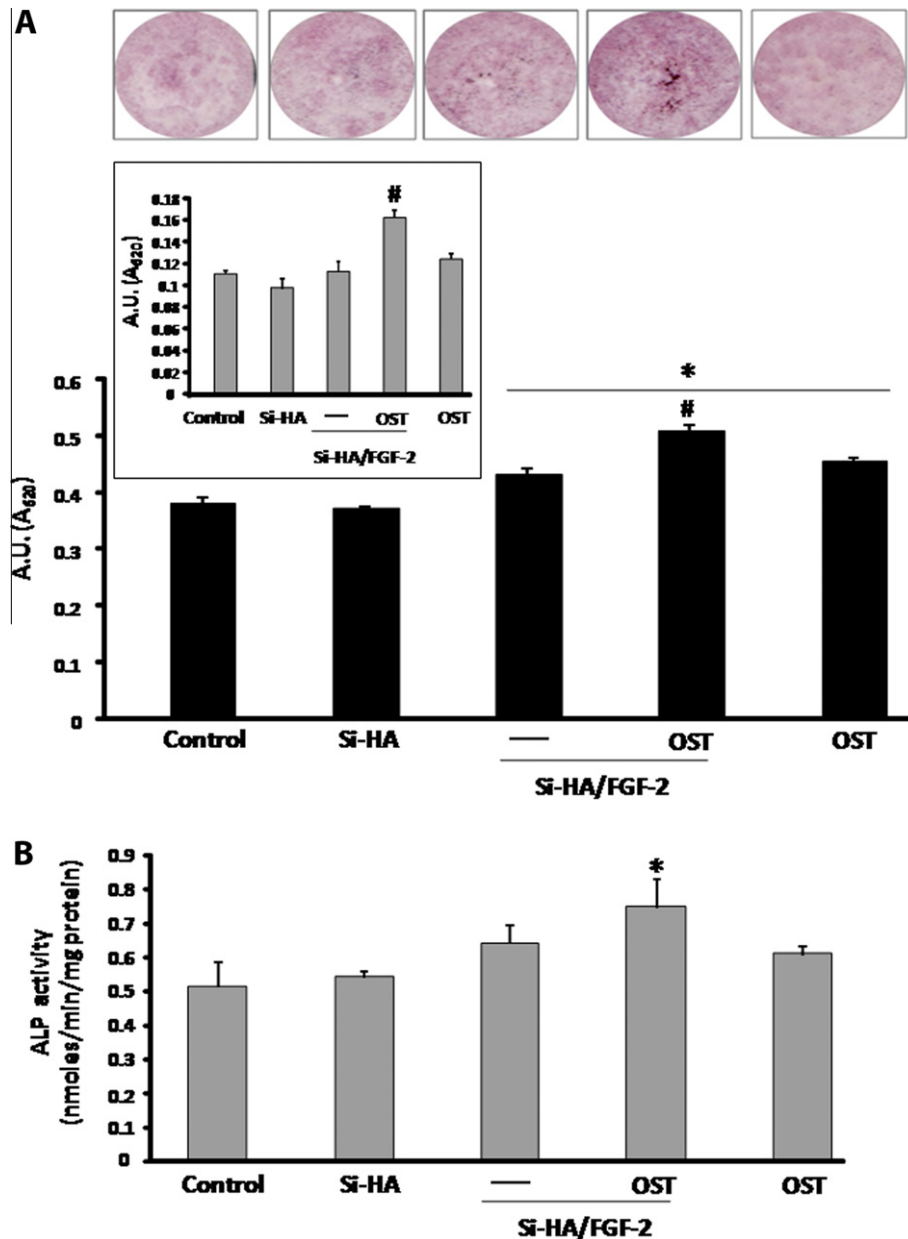 A
0.18
0.16
0.14
0.12
0.1
0.08
0.06
0.04
0.02
0
A.U. (A620)
#
Control Si-HA — OST OST
Si-HA/FGF-2
0.6
0.5
0.4
0.3
0.2
0.1
0
A.U. (A620)
*
#
Control Si-HA — OST OST
Si-HA/FGF-2
B
0.9
0.8
0.7
0.6
0.5
0.4
0.3
0.2
0.1
0
ALP activity
(nmoles/min/mg protein)
*
Control Si-HA — OST OST
Si-HA/FGF-2